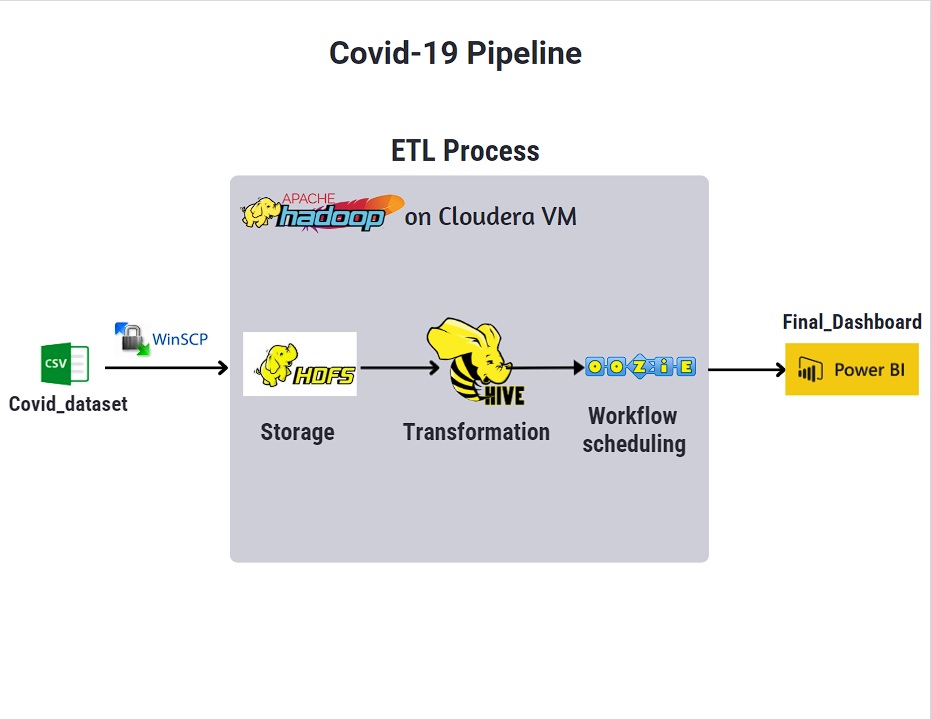 Covid-19 Pipeline
ETL Process
APACHE
hadoop on Cloudera VM
CSV
Covid_dataset
WinSCP
HDFS
Storage
HIVE
Transformation
OOZiE
Workflow
scheduling
Final_Dashboard
Power BI